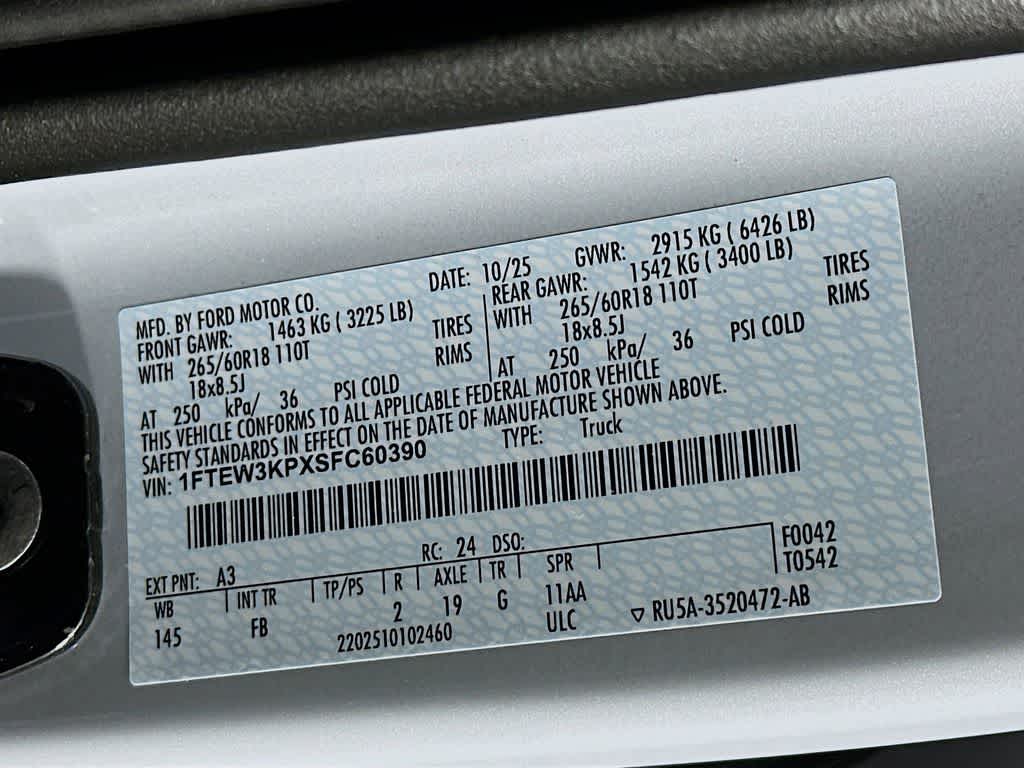 MFD. BY FORD MOTOR CO. DATE: 10/25 GVWR: 2915 KG ( 6426 LB)
FRONT GAWR: 1463 KG ( 3225 LB) REAR GAWR: 1542 KG ( 3400 LB)
WITH 265/60R18 110T TIRES WITH 265/60R18 110T TIRES
18x8.5J RIMS 18x8.5J RIMS
AT 250 kPa/ 36 PSI COLD AT 250 kPa/ 36 PSI COLD
THIS VEHICLE CONFORMS TO ALL APPLICABLE FEDERAL MOTOR VEHICLE
SAFETY STANDARDS IN EFFECT ON THE DATE OF MANUFACTURE SHOWN ABOVE.
VIN: 1FTEW3KPXSFC60390 TYPE: Truck
EXT PNT: A3 RC: 24 DSO: F0042
WB INT TR TP/PS R AXLE TR SPR T0542
145 FB 2 19 G 11AA
2202510102460 ULC ▽ RU5A-3520472-AB